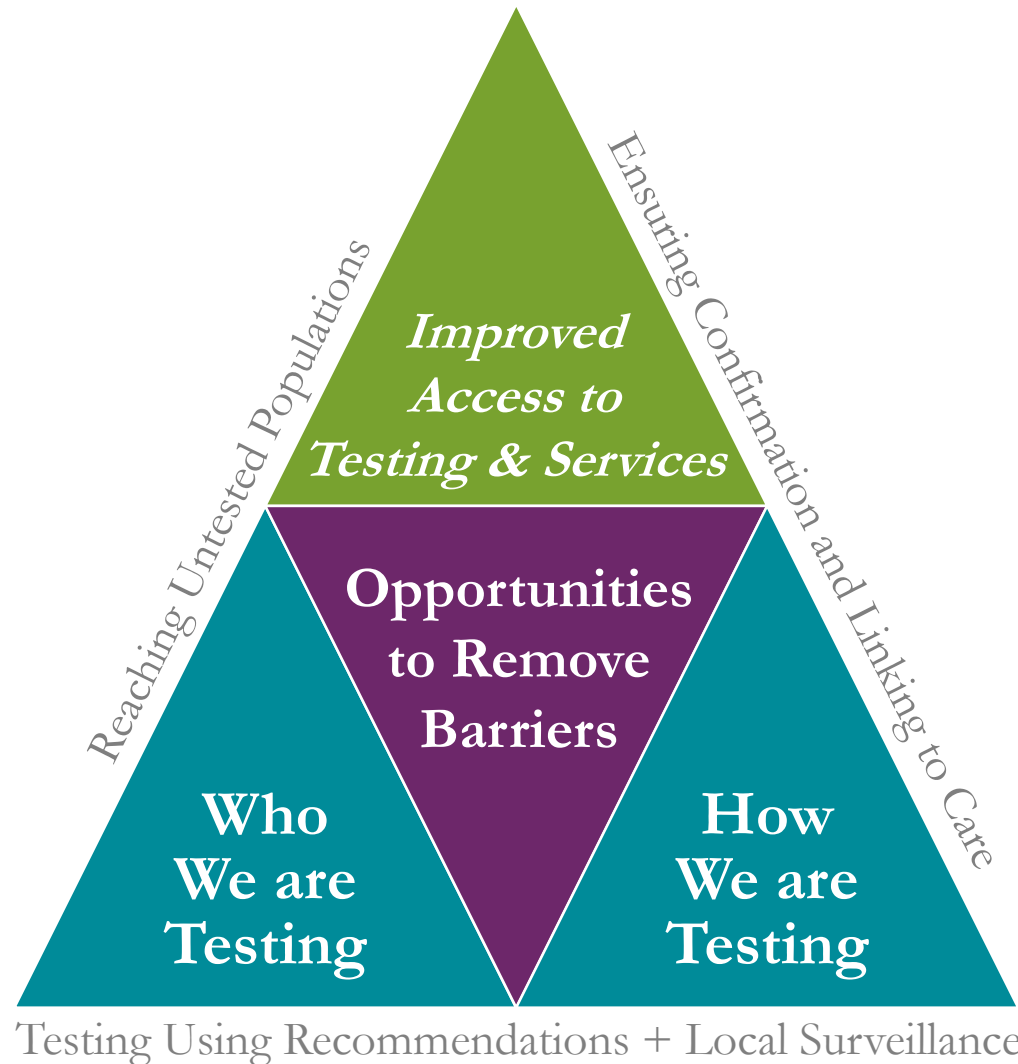 Reaching Untested Populations
Ensuring Confirmation and Linking to Care
Improved
Access to
Testing & Services
Opportunities
to Remove
Barriers
Who
We are
Testing
How
We are
Testing
Testing Using Recommendations + Local Surveillance